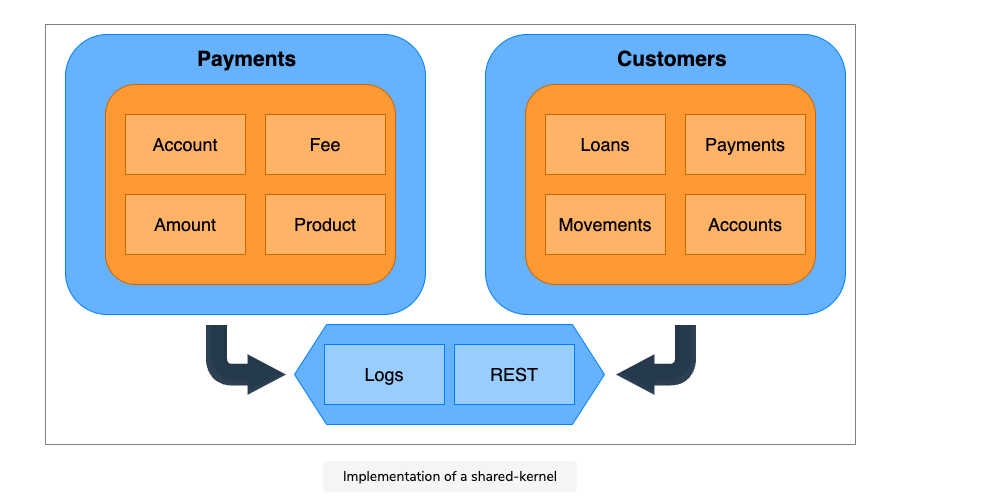 Payments
Account
Fee
Amount
Product
Customers
Loans
Payments
Movements
Accounts
Logs
REST
Implementation of a shared-kernel